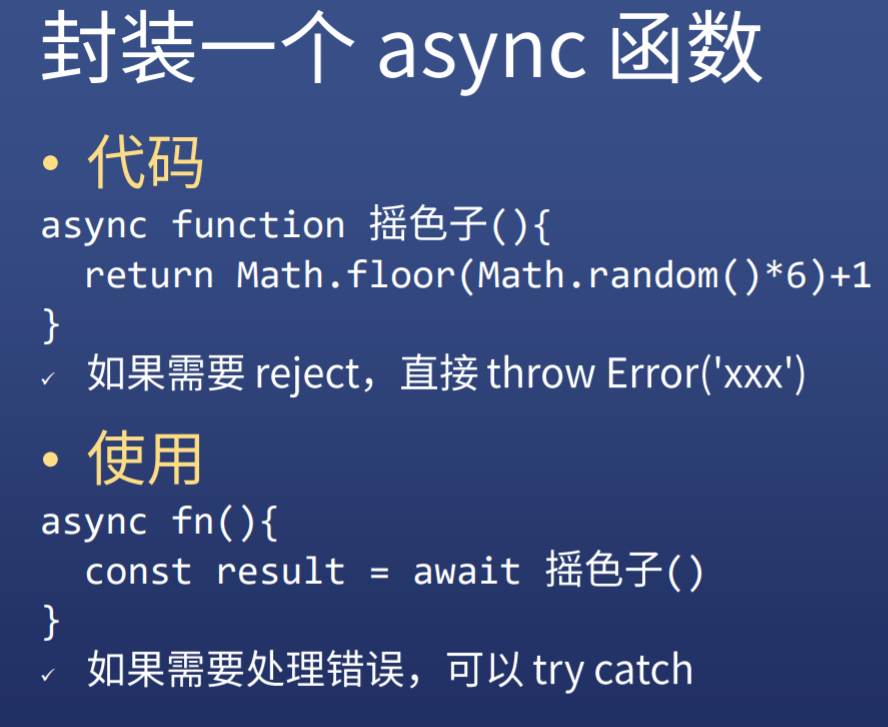 封装一个 async 函数
• 代码
async function 摇色子(){
  return Math.floor(Math.random()*6)+1
}
✓ 如果需要 reject，直接 throw Error('xxx')
• 使用
async fn(){
  const result = await 摇色子()
}
✓ 如果需要处理错误，可以 try catch